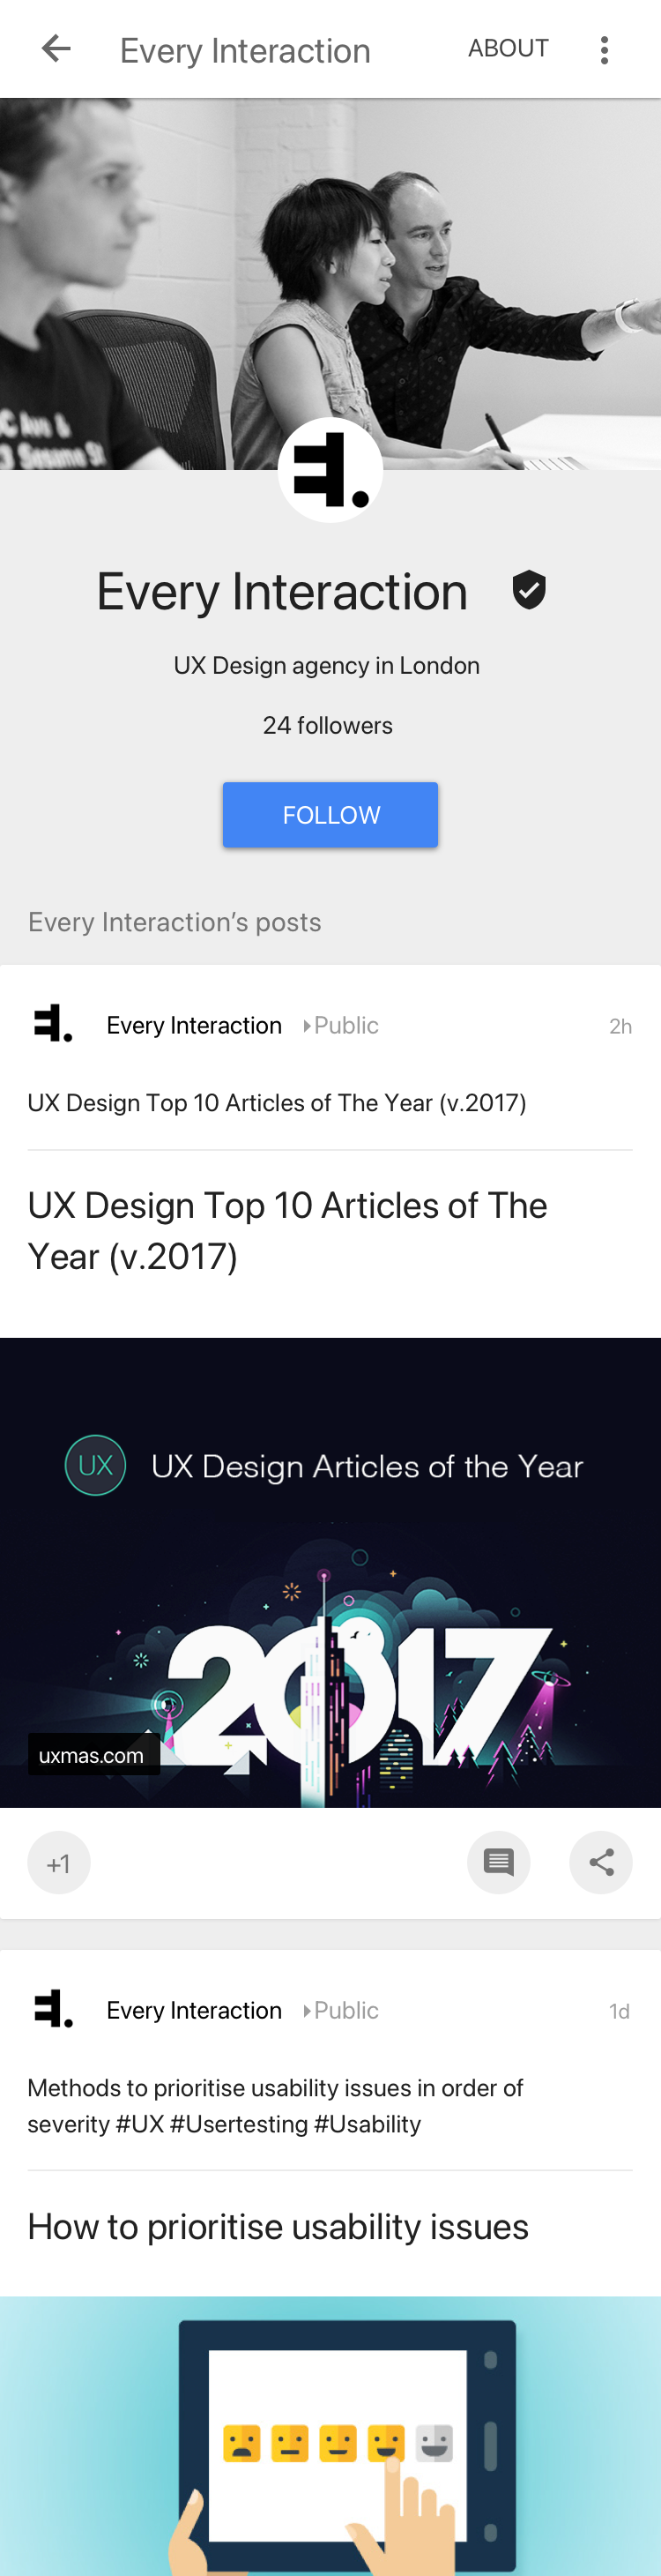 Every Interaction ABOUT
C Ave &
Sesame St
Every Interaction
UX Design agency in London
24 followers
FOLLOW
Every Interaction’s posts
Every Interaction Public 2h
UX Design Top 10 Articles of The Year (v.2017)
UX Design Top 10 Articles of The
Year (v.2017)
UX UX Design Articles of the Year
2017
uxmas.com
+1
Every Interaction Public 1d
Methods to prioritise usability issues in order of
severity #UX #Usertesting #Usability
How to prioritise usability issues